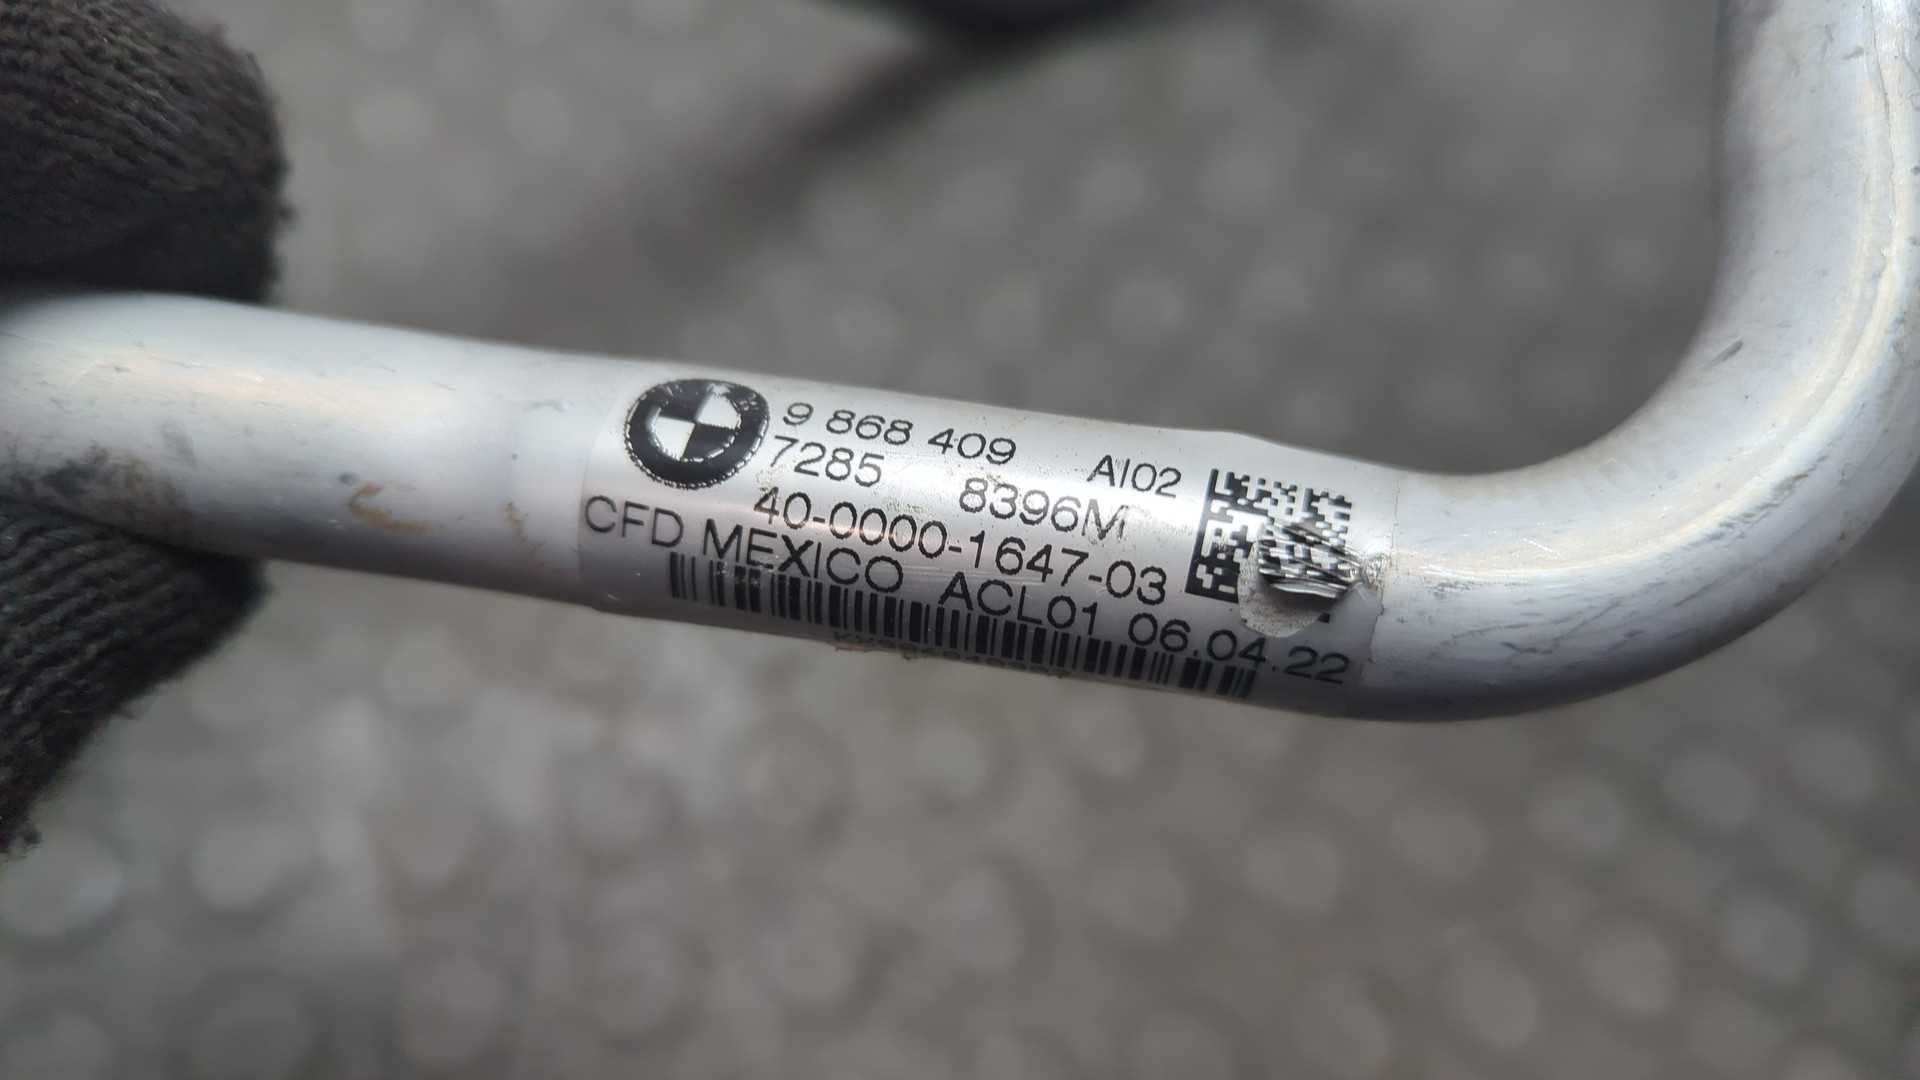 9 868 409 AI02
7285 8396M
40-0000-1647-03
CFD MEXICO ACL01 06.04.22